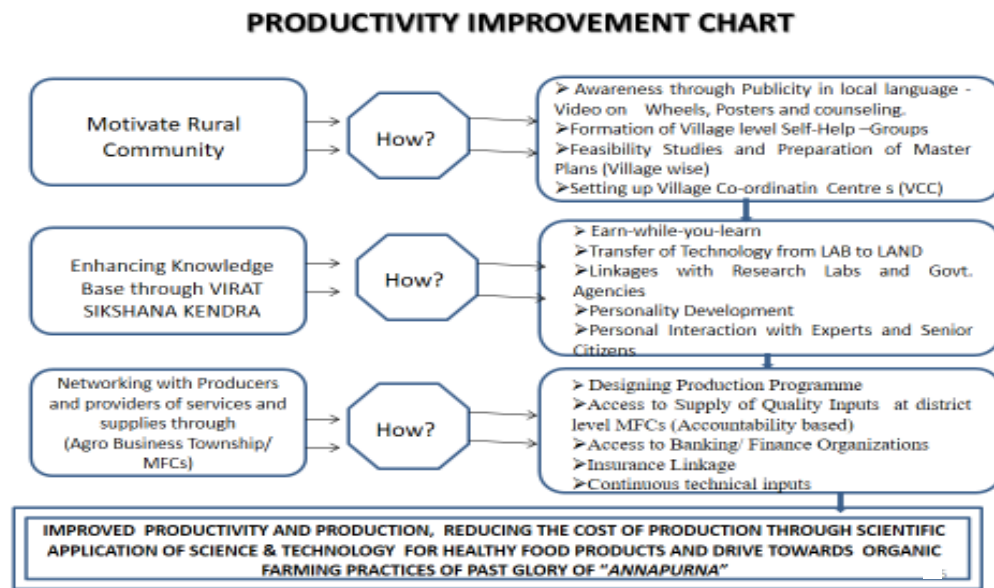 PRODUCTIVITY IMPROVEMENT CHART
Motivate Rural
Community
How?
➢ Awareness through Publicity in local language -
Video on Wheels, Posters and counseling.
➢Formation of Village level Self-Help –Groups
➢Feasibility Studies and Preparation of Master
Plans (Village wise)
➢Setting up Village Co-ordinatin Centre s (VCC)
Enhancing Knowledge
Base through VIRAT
SIKSHANA KENDRA
How?
➢ Earn-while-you-learn
➢Transfer of Technology from LAB to LAND
➢Linkages with Research Labs and Govt.
Agencies
➢Personality Development
➢Personal Interaction with Experts and Senior
Citizens
Networking with Producers
and providers of services and
supplies through
(Agro Business Township/
MFCs)
How?
➢ Designing Production Programme
➢Access to Supply of Quality Inputs at district
level MFCs (Accountability based)
➢Access to Banking/ Finance Organizations
➢Insurance Linkage
➢Continuous technical inputs
IMPROVED PRODUCTIVITY AND PRODUCTION, REDUCING THE COST OF PRODUCTION THROUGH SCIENTIFIC
APPLICATION OF SCIENCE & TECHNOLOGY FOR HEALTHY FOOD PRODUCTS AND DRIVE TOWARDS ORGANIC
FARMING PRACTICES OF PAST GLORY OF "ANNAPURNA"